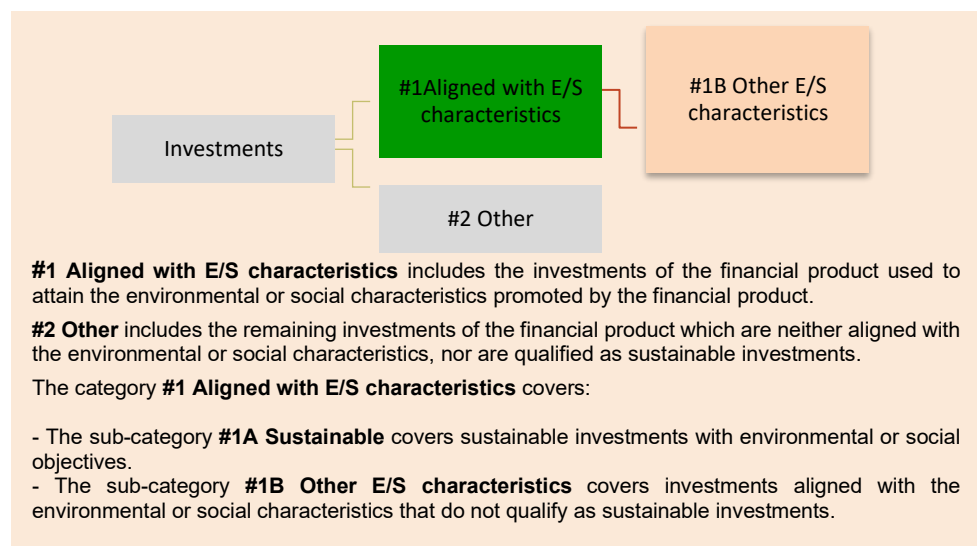 #1Aligned with E/S
characteristics
#1B Other E/S
characteristics
Investments
#2 Other
#1 Aligned with E/S characteristics includes the investments of the financial product used to
attain the environmental or social characteristics promoted by the financial product.
#2 Other includes the remaining investments of the financial product which are neither aligned with
the environmental or social characteristics, nor are qualified as sustainable investments.
The category #1 Aligned with E/S characteristics covers:
- The sub-category #1A Sustainable covers sustainable investments with environmental or social
objectives.
- The sub-category #1B Other E/S characteristics covers investments aligned with the
environmental or social characteristics that do not qualify as sustainable investments.